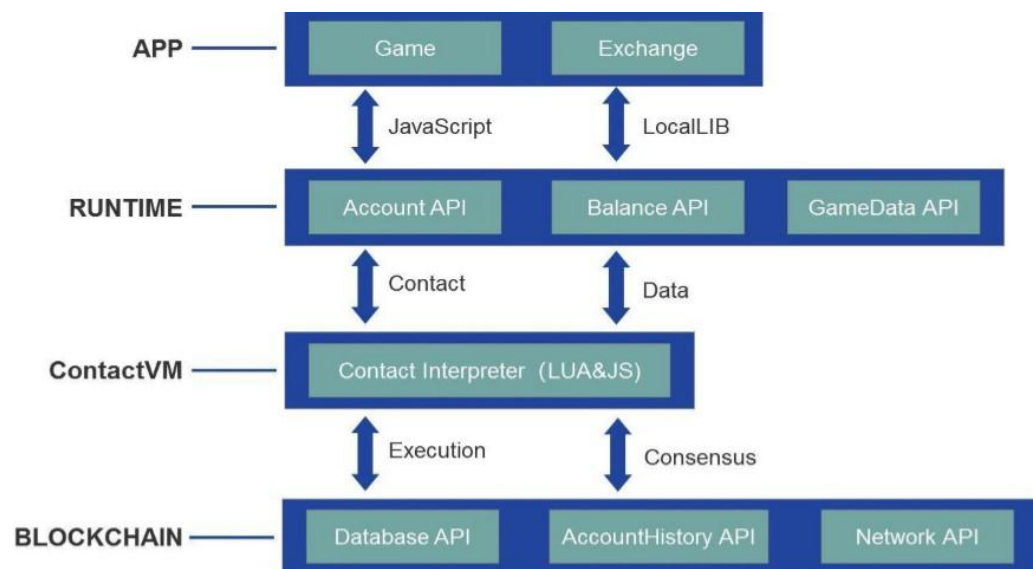 APP
Game
Exchange
JavaScript
LocalLIB
RUNTIME
Account API
Balance API
GameData API
Contact
Data
ContactVM
Contact Interpreter (LUA&JS)
Execution
Consensus
BLOCKCHAIN
Database API
AccountHistory API
Network API